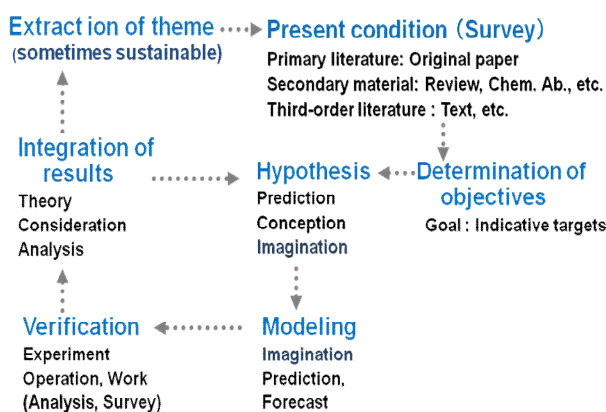 Extraction of theme
(sometimes sustainable)
Present condition (Survey)
Primary literature: Original paper
Secondary material: Review, Chem. Ab., etc.
Third-order literature : Text, etc.
Integration of
results
Theory
Consideration
Analysis
Hypothesis
Prediction
Conception
Imagination
Determination of
objectives
Goal : Indicative targets
Verification
Experiment
Operation, Work
(Analysis, Survey)
Modeling
Imagination
Prediction,
Forecast